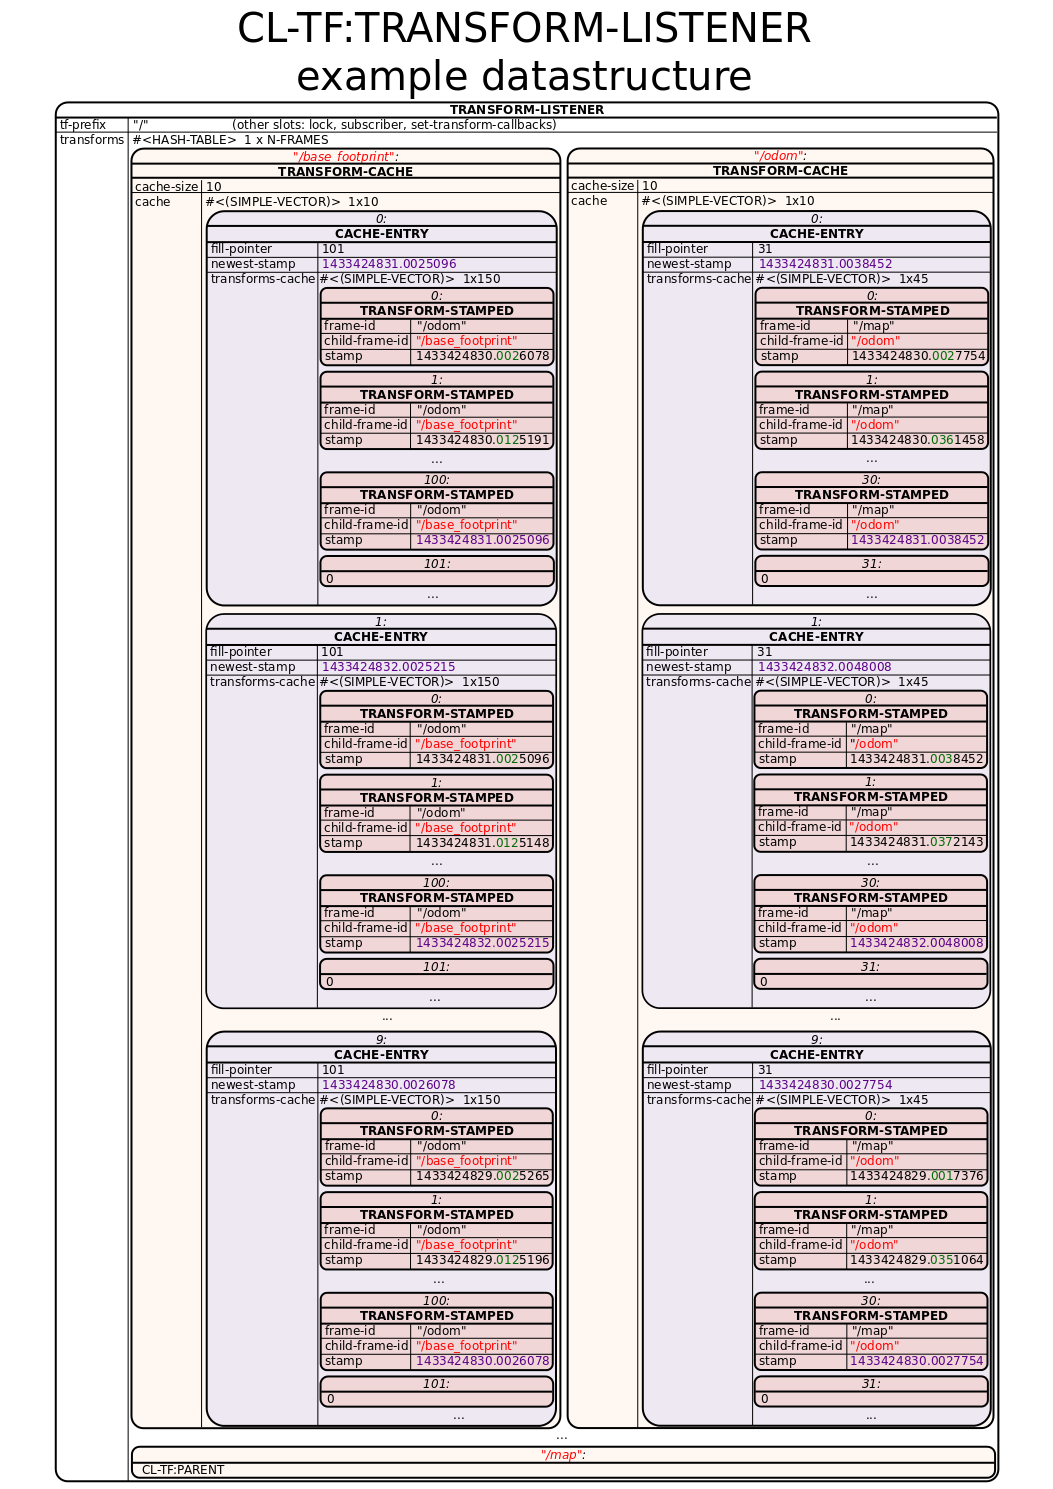 CL-TF:TRANSFORM-LISTENER
example datastructure
TRANSFORM-LISTENER
tf-prefix "/" (other slots: lock, subscriber, set-transform-callbacks)
transforms #<HASH-TABLE> 1 x N-FRAMES
"/base_footprint":
TRANSFORM-CACHE
cache-size 10
cache #<(SIMPLE-VECTOR)> 1x10
0:
CACHE-ENTRY
fill-pointer 101
newest-stamp 1433424831.0025096
transforms-cache #<(SIMPLE-VECTOR)> 1x150
0:
TRANSFORM-STAMPED
frame-id "/odom"
child-frame-id "/base_footprint"
stamp 1433424830.0026078
1:
TRANSFORM-STAMPED
frame-id "/odom"
child-frame-id "/base_footprint"
stamp 1433424830.0125191
...
100:
TRANSFORM-STAMPED
frame-id "/odom"
child-frame-id "/base_footprint"
stamp 1433424831.0025096
101:
0
...
1:
CACHE-ENTRY
fill-pointer 101
newest-stamp 1433424832.0025215
transforms-cache #<(SIMPLE-VECTOR)> 1x150
0:
TRANSFORM-STAMPED
frame-id "/odom"
child-frame-id "/base_footprint"
stamp 1433424831.0025096
1:
TRANSFORM-STAMPED
frame-id "/odom"
child-frame-id "/base_footprint"
stamp 1433424831.0125148
...
100:
TRANSFORM-STAMPED
frame-id "/odom"
child-frame-id "/base_footprint"
stamp 1433424832.0025215
101:
0
...
...
9:
CACHE-ENTRY
fill-pointer 101
newest-stamp 1433424830.0026078
transforms-cache #<(SIMPLE-VECTOR)> 1x150
0:
TRANSFORM-STAMPED
frame-id "/odom"
child-frame-id "/base_footprint"
stamp 1433424829.0025265
1:
TRANSFORM-STAMPED
frame-id "/odom"
child-frame-id "/base_footprint"
stamp 1433424829.0125196
...
100:
TRANSFORM-STAMPED
frame-id "/odom"
child-frame-id "/base_footprint"
stamp 1433424830.0026078
101:
0
...
"/odom":
TRANSFORM-CACHE
cache-size 10
cache #<(SIMPLE-VECTOR)> 1x10
0:
CACHE-ENTRY
fill-pointer 31
newest-stamp 1433424831.0038452
transforms-cache #<(SIMPLE-VECTOR)> 1x45
0:
TRANSFORM-STAMPED
frame-id "/map"
child-frame-id "/odom"
stamp 1433424830.0027754
1:
TRANSFORM-STAMPED
frame-id "/map"
child-frame-id "/odom"
stamp 1433424830.0361458
...
30:
TRANSFORM-STAMPED
frame-id "/map"
child-frame-id "/odom"
stamp 1433424831.0038452
31:
0
...
1:
CACHE-ENTRY
fill-pointer 31
newest-stamp 1433424832.0048008
transforms-cache #<(SIMPLE-VECTOR)> 1x45
0:
TRANSFORM-STAMPED
frame-id "/map"
child-frame-id "/odom"
stamp 1433424831.0038452
1:
TRANSFORM-STAMPED
frame-id "/map"
child-frame-id "/odom"
stamp 1433424831.0372143
...
30:
TRANSFORM-STAMPED
frame-id "/map"
child-frame-id "/odom"
stamp 1433424832.0048008
31:
0
...
...
9:
CACHE-ENTRY
fill-pointer 31
newest-stamp 1433424830.0027754
transforms-cache #<(SIMPLE-VECTOR)> 1x45
0:
TRANSFORM-STAMPED
frame-id "/map"
child-frame-id "/odom"
stamp 1433424829.0017376
1:
TRANSFORM-STAMPED
frame-id "/map"
child-frame-id "/odom"
stamp 1433424829.0351064
...
30:
TRANSFORM-STAMPED
frame-id "/map"
child-frame-id "/odom"
stamp 1433424830.0027754
31:
0
...
...
"/map":
CL-TF:PARENT